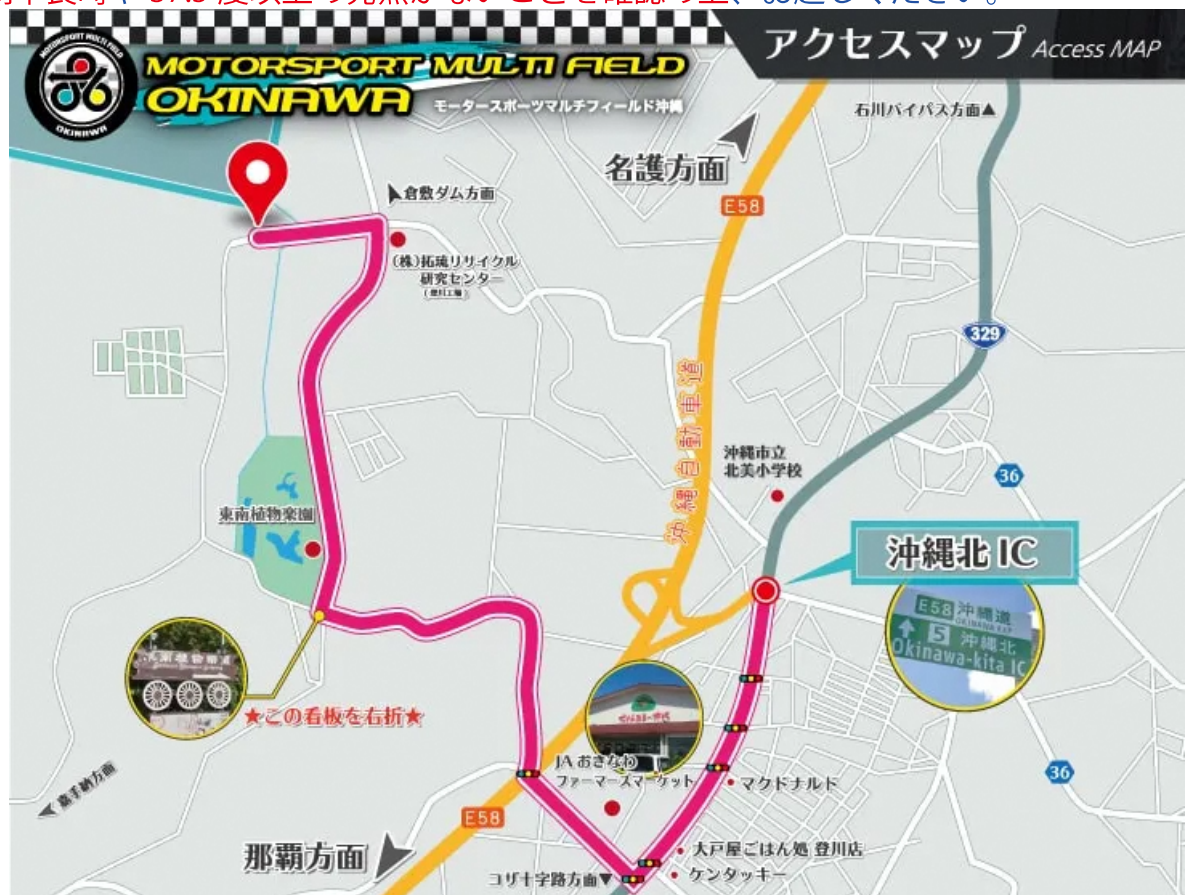 MOTORSPORT MULTI FIELD
OKINAWA
モータースポーツマルチフィールド沖縄
OKINAWA
アクセスマップ Access MAP
石川バイパス方面▲
名護方面
E58
倉敷ダム方面
(株)拓琉リサイクル
研究センター
329
沖縄自動車道
沖縄市立
北美小学校
36
東南植物楽園
沖縄北 IC
E58 沖縄道
5 沖縄北
Okinawa-kita IC
★この看板を右折★
JA おきなわ
ファーマーズマーケット
マクドナルド
36
嘉手納方面
E58
那覇方面
大戸屋ごはん処 登川店
ケンタッキー
コザ十字路方面▼